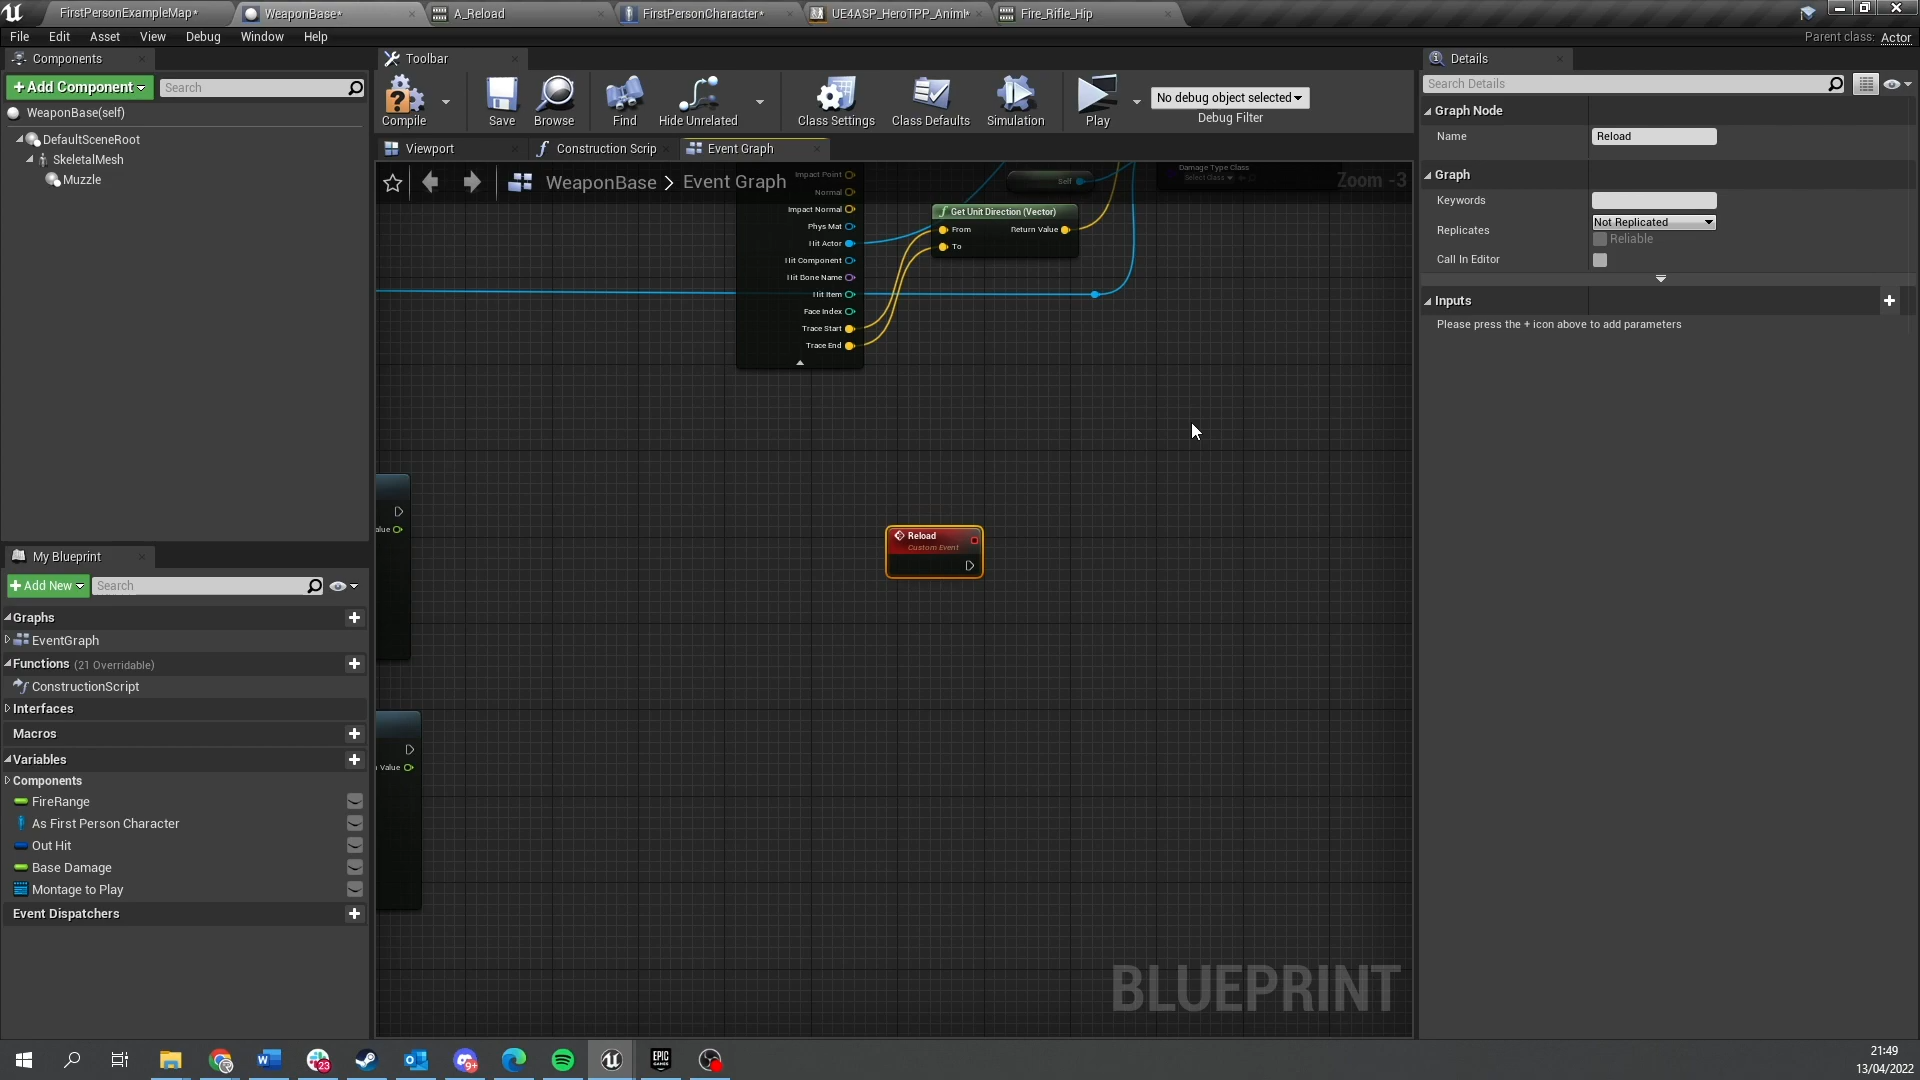 FirstPersonExampleMap*
WeaponBase*
A_Reload
FirstPersonCharacter*
UE4ASP_HeroTPP_AnimI*
Fire_Rifle_Hip
File Edit Asset View Debug Window Help
Parent class: Actor
Components
Toolbar
Details
+Add Component
Search
Search Details
WeaponBase(self)
DefaultSceneRoot
SkeletalMesh
Muzzle
Compile
Save
Browse
Find
Hide Unrelated
Class Settings
Class Defaults
Simulation
Play
No debug object selected
Debug Filter
Viewport
Construction Scrip
Event Graph
WeaponBase > Event Graph
Zoom -3
Impact Point
Normal
Impact Normal
Phys Mat
Hit Actor
Hit Component
Hit Bone Name
Hit Item
Face Index
Trace Start
Trace End
Self
Damage Type Class
Select Class
Get Unit Direction (Vector)
From
Return Value
To
alue
Value
Reload
Custom Event
BLUEPRINT
Graph Node
Name
Reload
Graph
Keywords
Replicates
Not Replicated
Reliable
Call In Editor
Inputs
Please press the + icon above to add parameters
My Blueprint
+Add New
Search
Graphs
EventGraph
Functions (21 Overridable)
ConstructionScript
Interfaces
Macros
Variables
Components
FireRange
As First Person Character
Out Hit
Base Damage
Montage to Play
Event Dispatchers
23
9+
EPIC
GAMES
21:49
13/04/2022